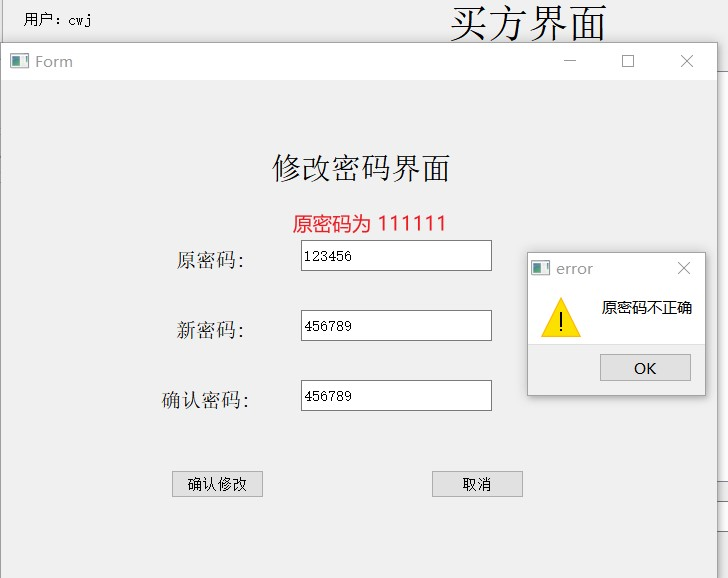 用户：cwj
买方界面
Form
修改密码界面
原密码为 111111
原密码：
123456
error
原密码不正确
OK
新密码：
456789
确认密码：
456789
确认修改
取消